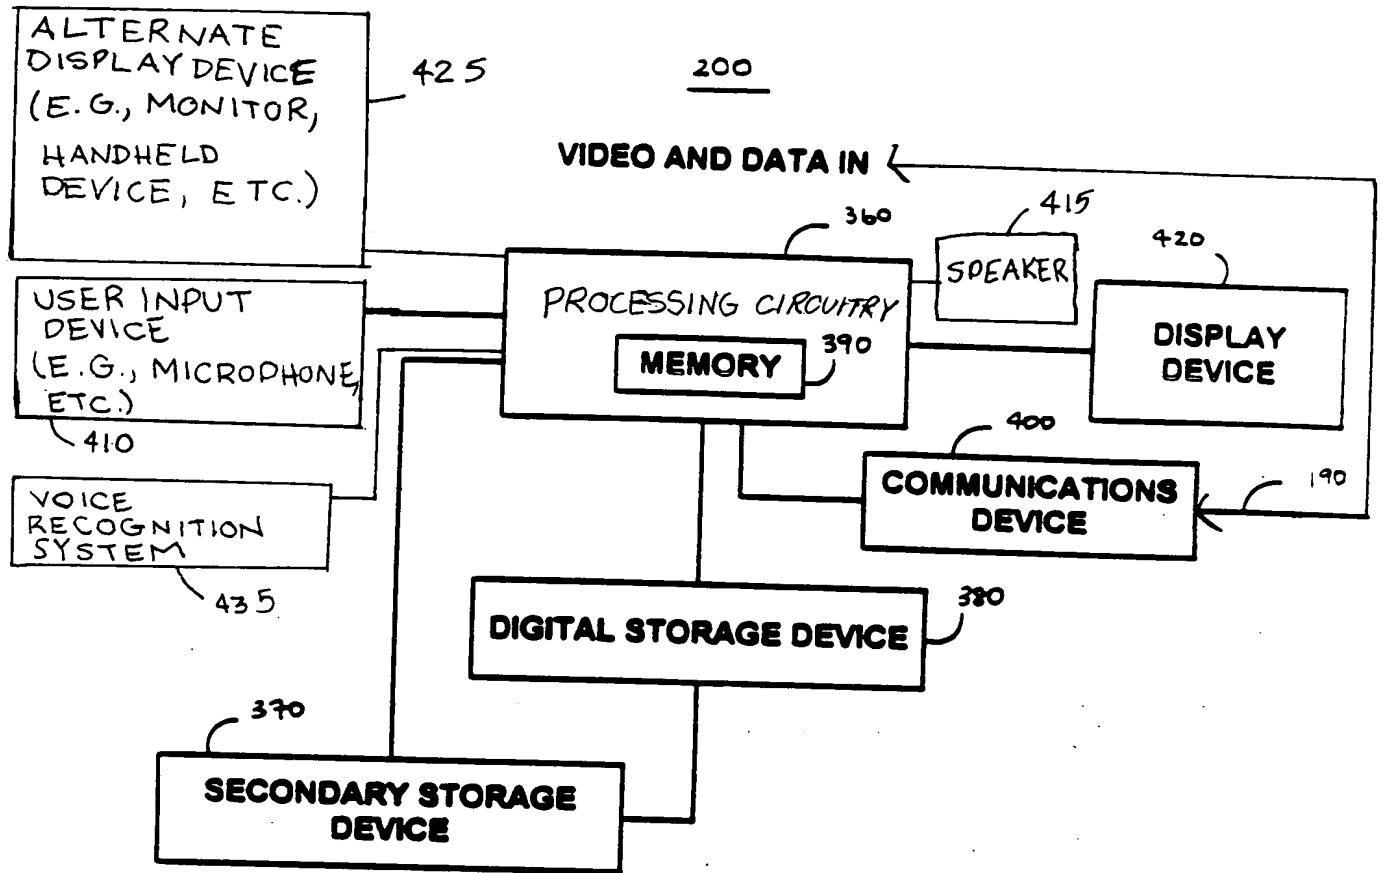 ALTERNATE
DISPLAY DEVICE
(E.G., MONITOR,
HANDHELD
DEVICE, ETC.)
425
200
VIDEO AND DATA IN
360
415
SPEAKER
420
PROCESSING CIRCUITRY
MEMORY
390
DISPLAY
DEVICE
USER INPUT
DEVICE
(E.G., MICROPHONE,
ETC.)
410
400
COMMUNICATIONS
DEVICE
190
VOICE
RECOGNITION
SYSTEM
435
380
DIGITAL STORAGE DEVICE
370
SECONDARY STORAGE
DEVICE